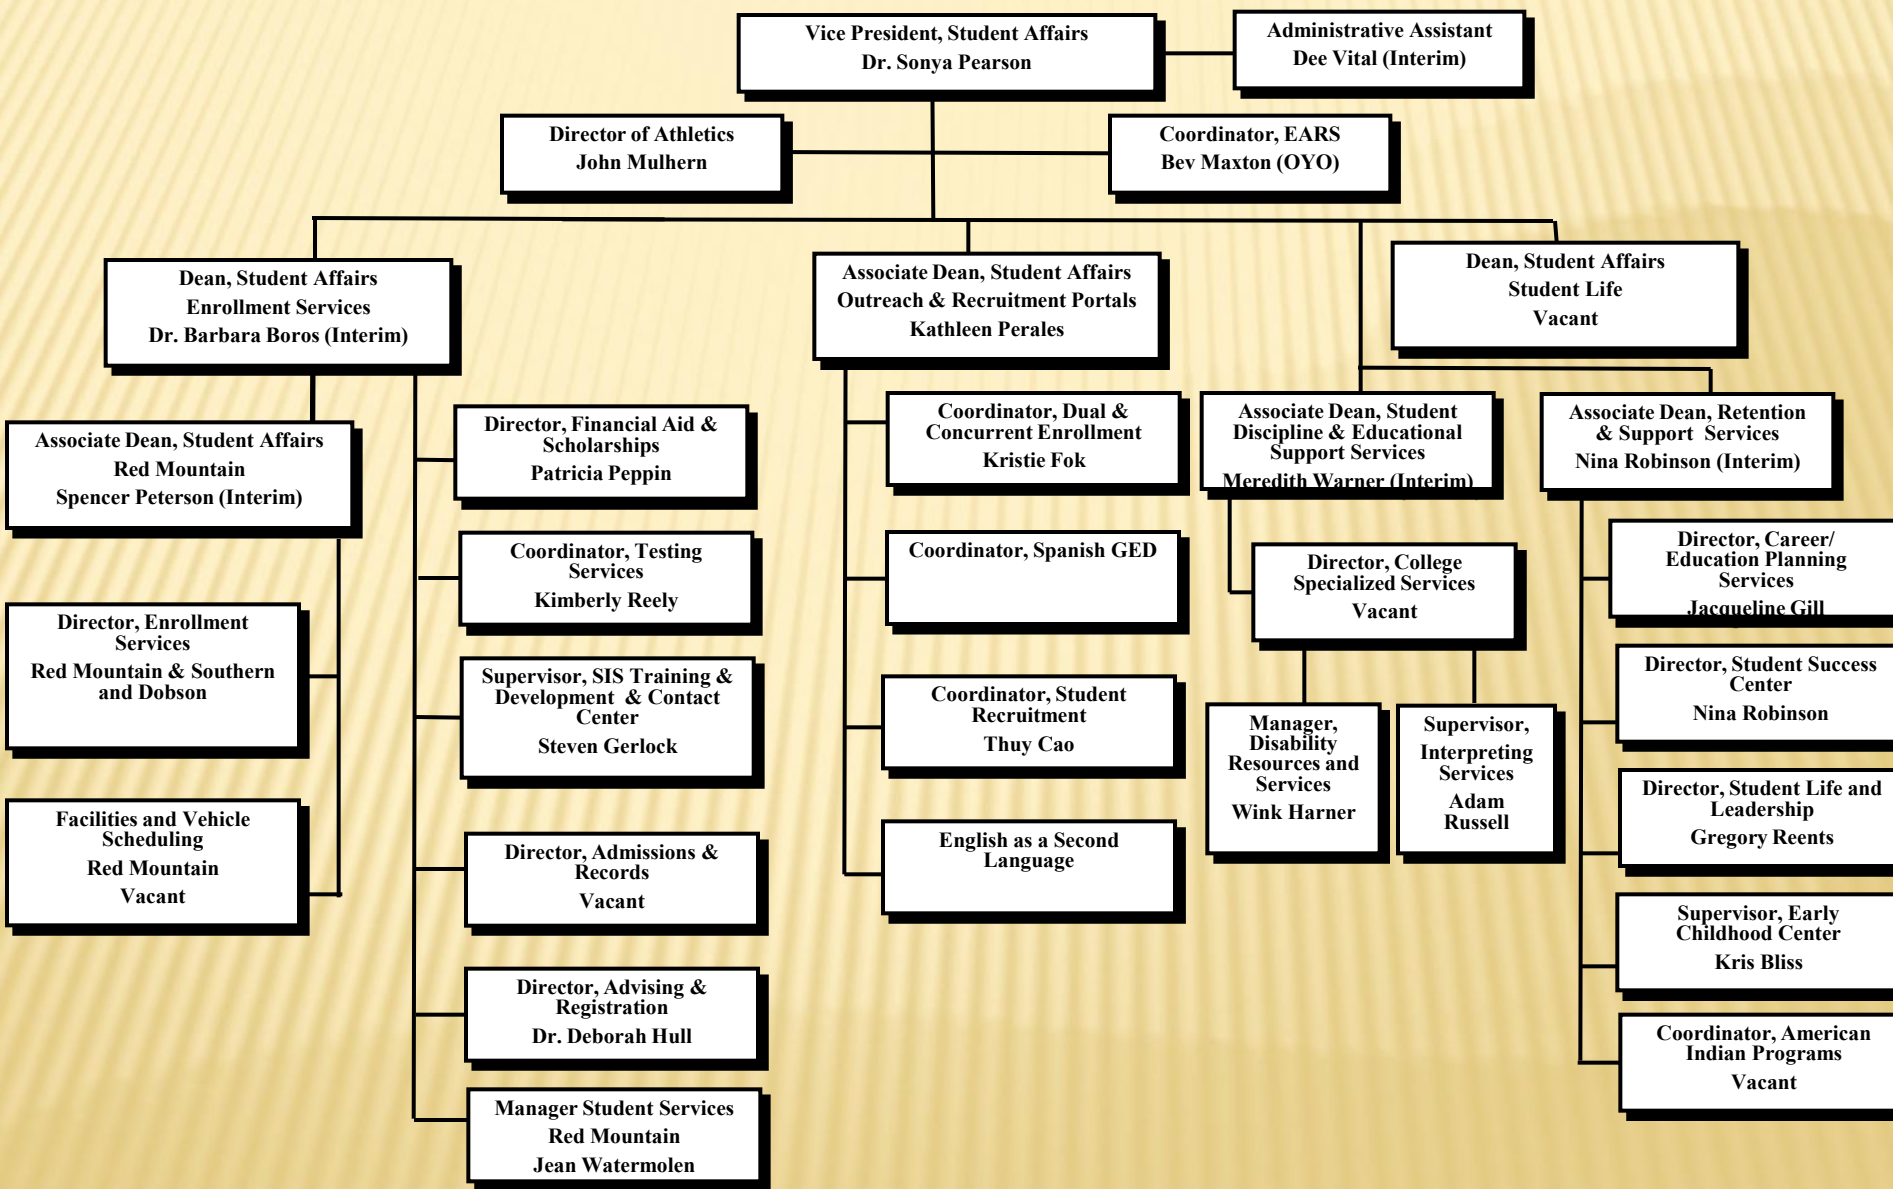 Vice President, Student Affairs
Dr. Sonya Pearson
Administrative Assistant
Dee Vital (Interim)
Director of Athletics
John Mulhern
Coordinator, EARS
Bev Maxton (OYO)
Dean, Student Affairs
Enrollment Services
Dr. Barbara Boros (Interim)
Associate Dean, Student Affairs
Outreach & Recruitment Portals
Kathleen Perales
Dean, Student Affairs
Student Life
Vacant
Associate Dean, Student Affairs
Red Mountain
Spencer Peterson (Interim)
Director, Enrollment
Services
Red Mountain & Southern
and Dobson
Facilities and Vehicle
Scheduling
Red Mountain
Vacant
Director, Financial Aid &
Scholarships
Patricia Peppin
Coordinator, Testing
Services
Kimberly Reely
Supervisor, SIS Training &
Development & Contact
Center
Steven Gerlock
Director, Admissions &
Records
Vacant
Director, Advising &
Registration
Dr. Deborah Hull
Manager Student Services
Red Mountain
Jean Watermolen
Coordinator, Dual &
Concurrent Enrollment
Kristie Fok
Coordinator, Spanish GED
Coordinator, Student
Recruitment
Thuy Cao
English as a Second
Language
Associate Dean, Student
Discipline & Educational
Support Services
Meredith Warner (Interim)
Director, College
Specialized Services
Vacant
Manager,
Disability
Resources and
Services
Wink Harner
Supervisor,
Interpreting
Services
Adam
Russell
Associate Dean, Retention
& Support Services
Nina Robinson (Interim)
Director, Career/
Education Planning
Services
Jacqueline Gill
Director, Student Success
Center
Nina Robinson
Director, Student Life and
Leadership
Gregory Reents
Supervisor, Early
Childhood Center
Kris Bliss
Coordinator, American
Indian Programs
Vacant